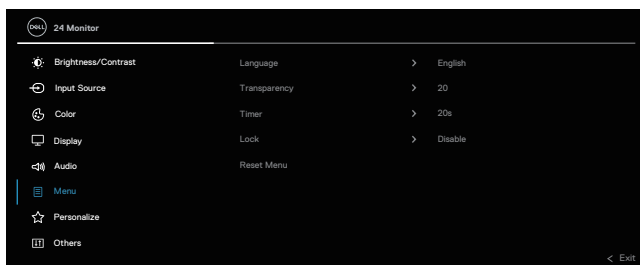 DELL 24 Monitor
Brightness/Contrast Language > English
Input Source Transparency > 20
Color Timer > 20s
Display Lock > Disable
Audio Reset Menu
Menu
Personalize
Others
< Exit